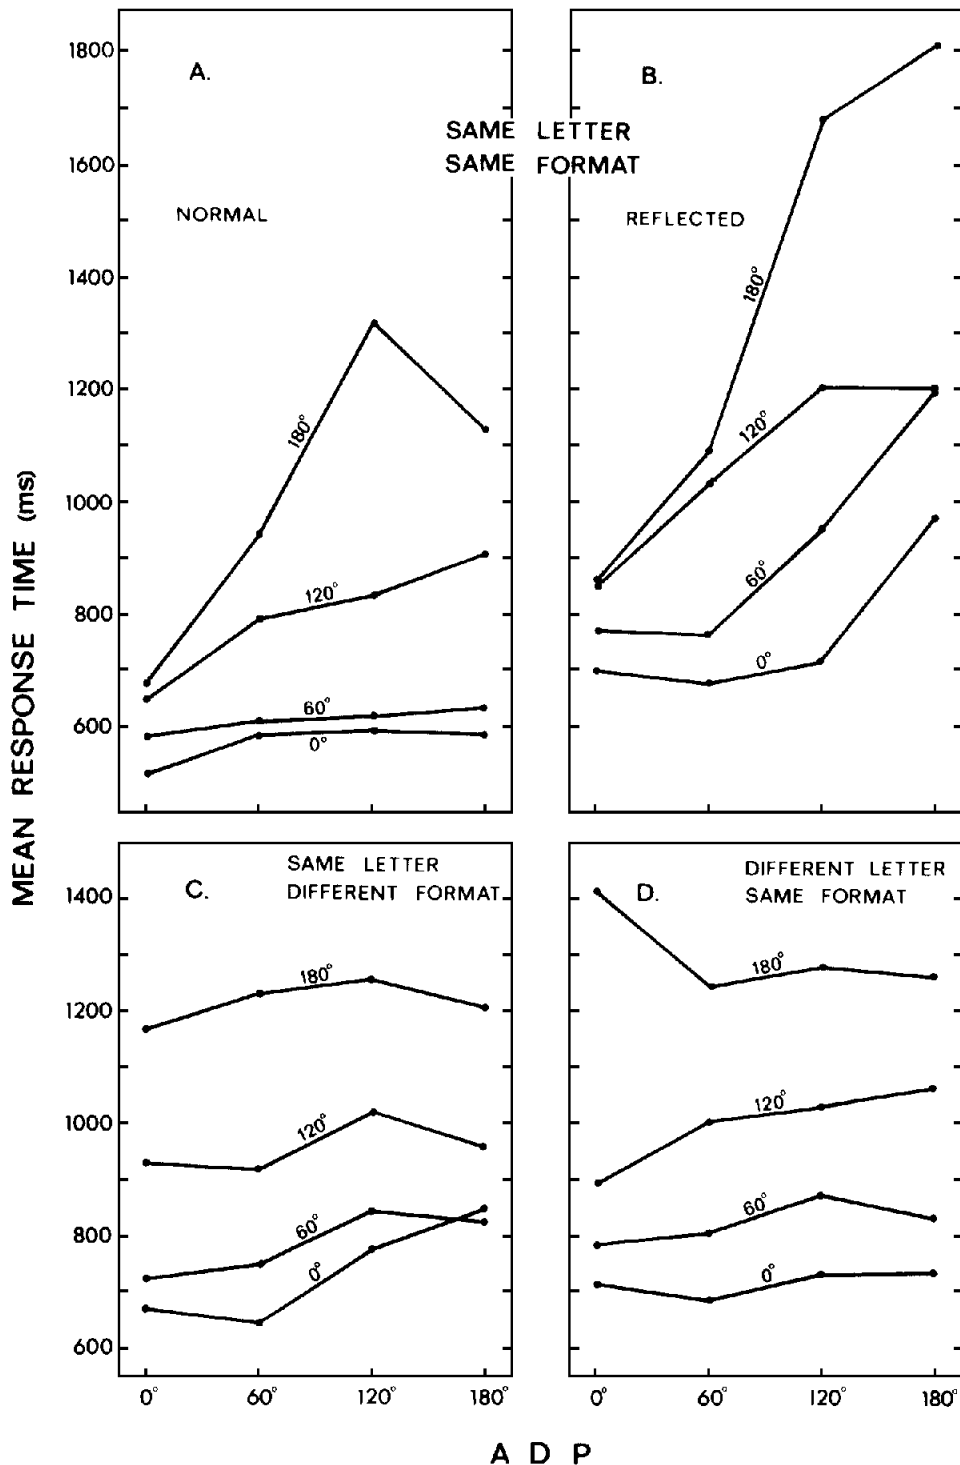 MEAN RESPONSE TIME (ms)
A.
B.
SAME LETTER
SAME FORMAT
NORMAL
REFLECTED
1800
1600
1400
1200
1000
800
600
180°
120°
60°
0°
180°
120°
60°
0°
C.
SAME LETTER
DIFFERENT FORMAT
D.
DIFFERENT LETTER
SAME FORMAT
1400
1200
1000
800
600
180°
120°
60°
0°
180°
120°
60°
0°
0° 60° 120° 180° 0° 60° 120° 180°
A D P